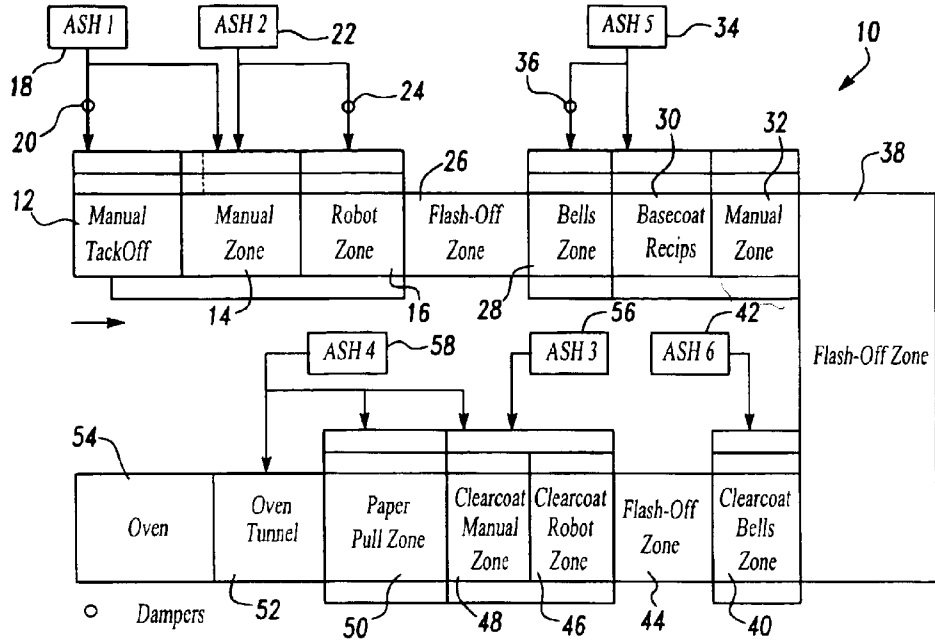 ASH 1
ASH 2
ASH 5
18
22
34
10
20
24
36
26
30
32
38
12
Manual
TackOff
Manual
Zone
Robot
Zone
Flash-Off
Zone
Bells
Zone
Basecoat
Recips
Manual
Zone
14
16
28
42
56
Flash-Off Zone
ASH 4
58
ASH 3
ASH 6
54
Oven
Oven
Tunnel
Paper
Pull Zone
Clearcoat
Manual
Zone
Clearcoat
Robot
Zone
Flash-Off
Zone
Clearcoat
Bells
Zone
Dampers
52
50
48
46
44
40